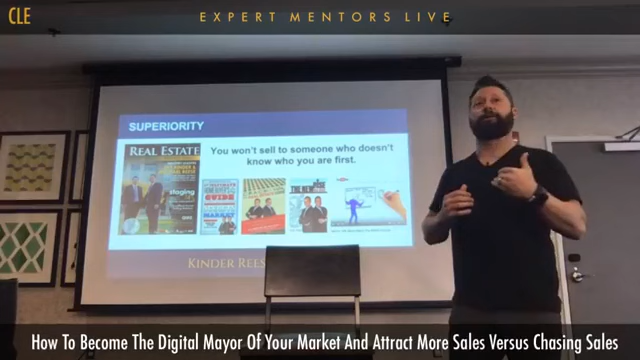 CLE
EXPERT MENTORS LIVE
SUPERIORITY
You won't sell to someone who doesn't
know who you are first.
REAL ESTATE
staging
GUIDE
MARKET
KINDER REES
How To Become The Digital Mayor Of Your Market And Attract More Sales Versus Chasing Sales